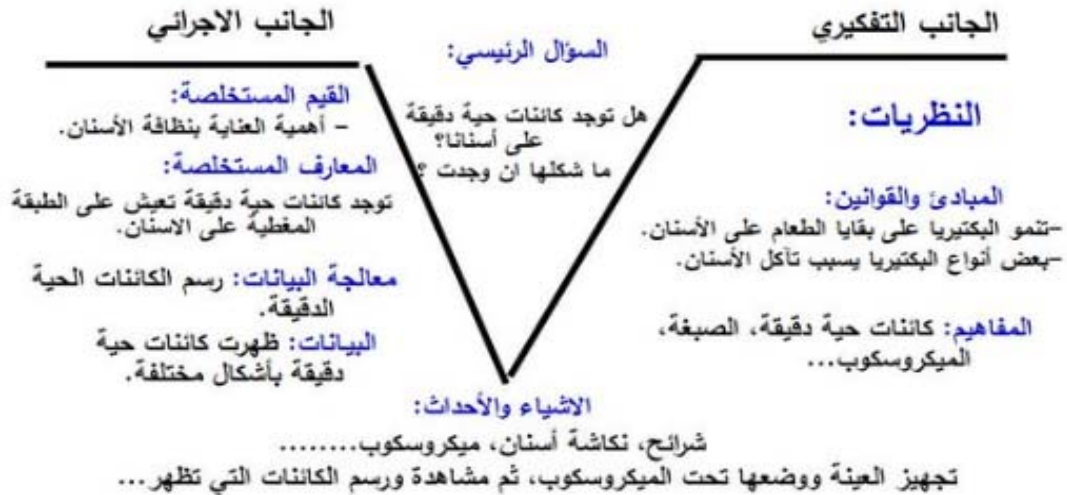 الجانب التفكيري
النظريات:
المبادئ والقوانين:
-تنمو البكتيريا على بقايا الطعام على الأسنان.
-بعض أنواع البكتيريا يسبب تآكل الأسنان.
المفاهيم: كائنات حية دقيقة، الصبغة،
الميكروسكوب...
السؤال الرئيسي:
هل توجد كائنات حية دقيقة
على أسنانا؟
ما شكلها ان وجدت ؟
الجانب الاجرائي
القيم المستخلصة:
- أهمية العناية بنظافة الأسنان.
المعارف المستخلصة:
توجد كائنات حية دقيقة تعيش على الطبقة
المغطية على الاسنان.
معالجة البيانات: رسم الكائنات الحية
الدقيقة.
البيانات: ظهرت كائنات حية
دقيقة بأشكال مختلفة.
الاشياء والأحداث:
شرائح، نكاشة أسنان، ميكروسكوب........
تجهيز العينة ووضعها تحت الميكروسكوب، ثم مشاهدة ورسم الكائنات التي تظهر...